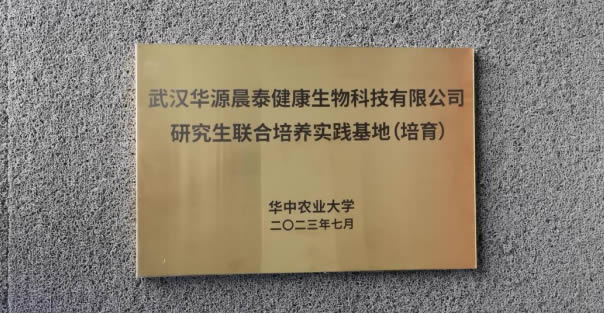 武汉华源晨泰健康生物科技有限公司
研究生联合培养实践基地(培育)
华中农业大学
二〇二三年七月